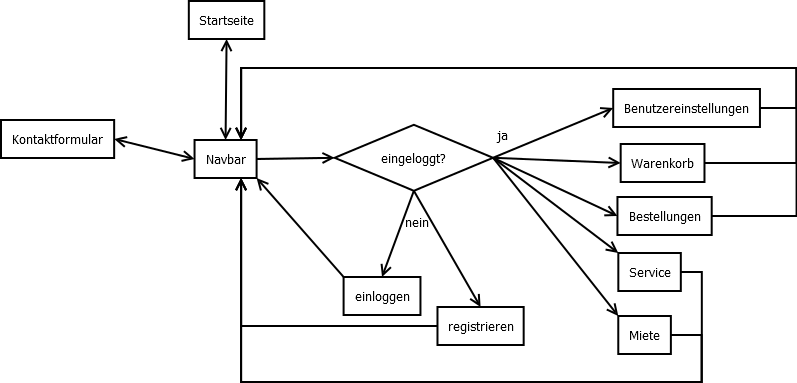 Startseite
Kontaktformular
Navbar
eingeloggt?
ja
nein
Benutzereinstellungen
Warenkorb
Bestellungen
Service
Miete
einloggen
registrieren